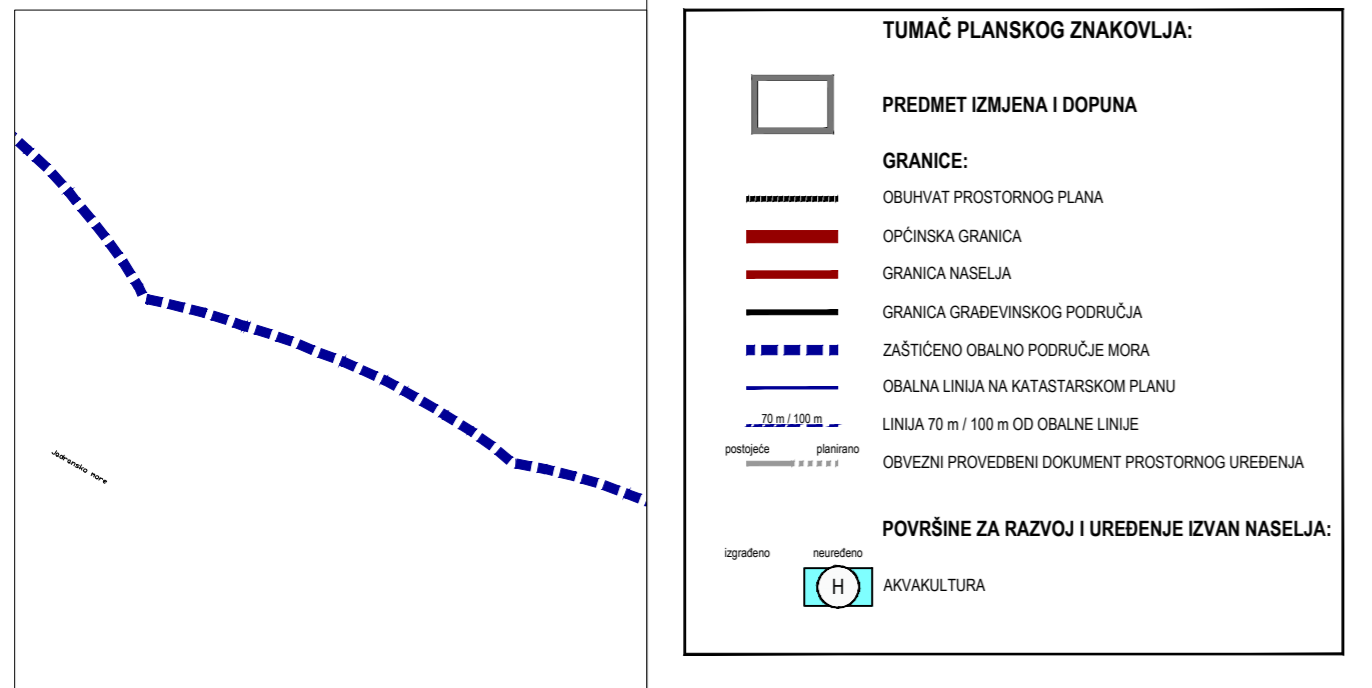 Jadransko more
TUMAČ PLANSKOG ZNAKOVLJA:
PREDMET IZMJENA I DOPUNA
GRANICE:
OBUHVAT PROSTORNOG PLANA
OPĆINSKA GRANICA
GRANICA NASELJA
GRANICA GRAĐEVINSKOG PODRUČJA
ZAŠTIĆENO OBALNO PODRUČJE MORA
OBALNA LINIJA NA KATASTARSKOM PLANU
70 m / 100 m LINIJA 70 m / 100 m OD OBALNE LINIJE
postojeće planirano
OBVEZNI PROVEDBENI DOKUMENT PROSTORNOG UREĐENJA
POVRŠINE ZA RAZVOJ I UREĐENJE IZVAN NASELJA:
izgrađeno neuređeno
H AKVAKULTURA